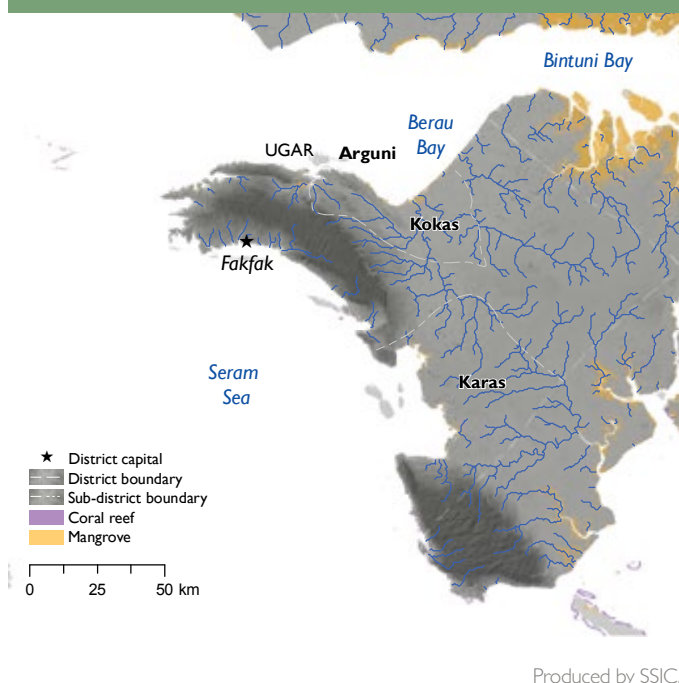 Bintuni Bay
Berau
Bay
UGAR
Arguni
Kokas
Fakfak
Seram
Sea
Karas
District capital
District boundary
Sub-district boundary
Coral reef
Mangrove
0 25 50 km
Produced by SSIC.